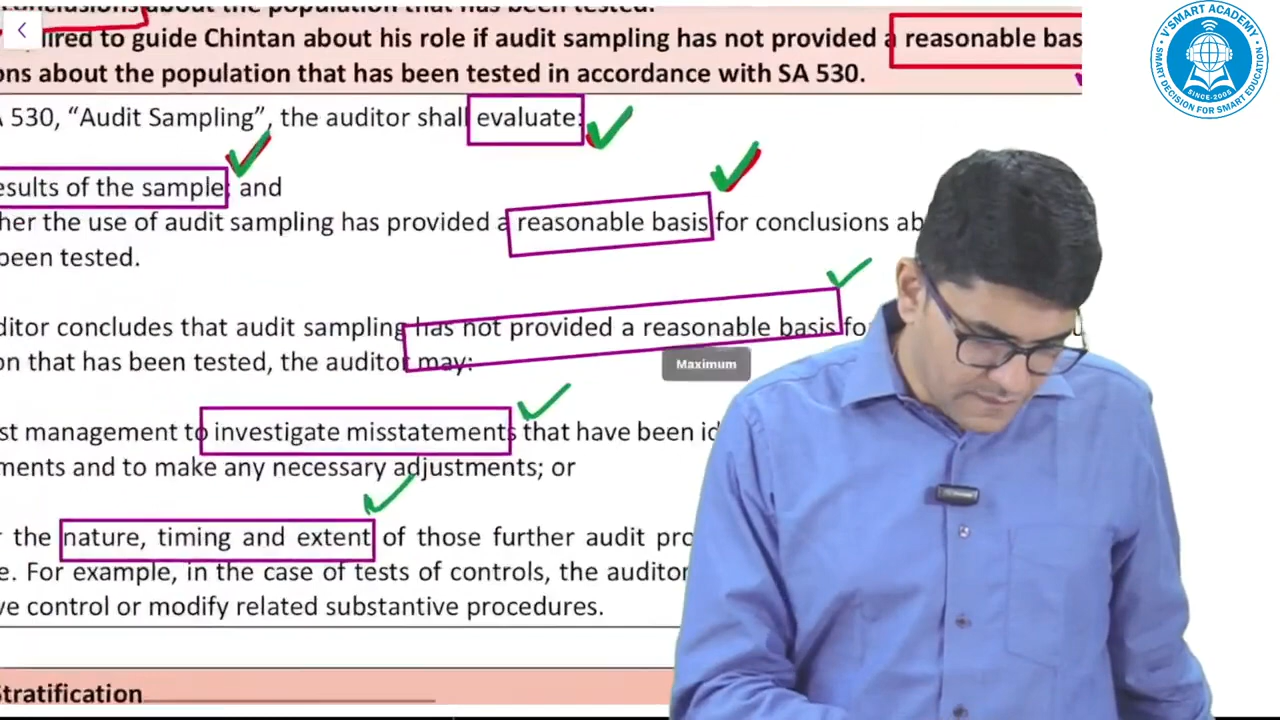 conclusions about the population that has been tested.
ired to guide Chintan about his role if audit sampling has not provided a reasonable bas
ons about the population that has been tested in accordance with SA 530.
A 530, “Audit Sampling”, the auditor shall evaluate:
esults of the sample; and
her the use of audit sampling has provided a reasonable basis for conclusions ab
been tested.
ditor concludes that audit sampling has not provided a reasonable basis fo
on that has been tested, the auditor may:
Maximum
st management to investigate misstatements that have been id
ments and to make any necessary adjustments; or
r the nature, timing and extent of those further audit pro
e. For example, in the case of tests of controls, the auditor
ve control or modify related substantive procedures.
Stratification
V'SMART ACADEMY
SINCE-2005
SMART DECISION FOR SMART EDUCATION